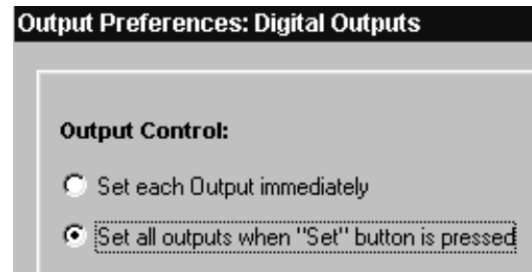 Output Preferences: Digital Outputs
Output Control:
Set each Output immediately
Set all outputs when "Set" button is pressed